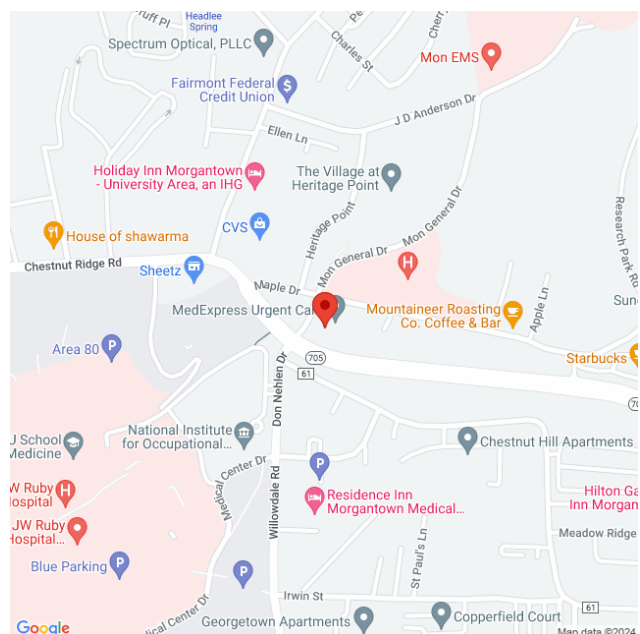 Headlee
Spring
Spectrum Optical, PLLC
Charles St
Mon EMS
Fairmont Federal
Credit Union
J D Anderson Dr
Ellen Ln
Holiday Inn Morgantown
- University Area, an IHG
The Village at
Heritage Point
Research Park Rd
Heritage Point
CVS
House of shawarma
Mon General Dr
Mon General Dr
H
Chestnut Ridge Rd
Sheetz
Maple Dr
MedExpress Urgent Car
Mountaineer Roasting
Co. Coffee & Bar
Apple Ln
Area 80
P
705
Starbucks
61
Don Nehlen Dr
National Institute
for Occupational...
Medical Center Dr
Chestnut Hill Apartments
J School
Medicine
P
W Ruby
H
Hospital
Residence Inn
Morgantown Medical...
Willowdale Rd
Hilton Ga
Inn Morgan
JW Ruby
Hospital...
Meadow Ridge
St Paul's Ln
Blue Parking
P
P
Irwin St
61
Medical Center Dr
Georgetown Apartments
Copperfield Court
Google
Map data ©2024